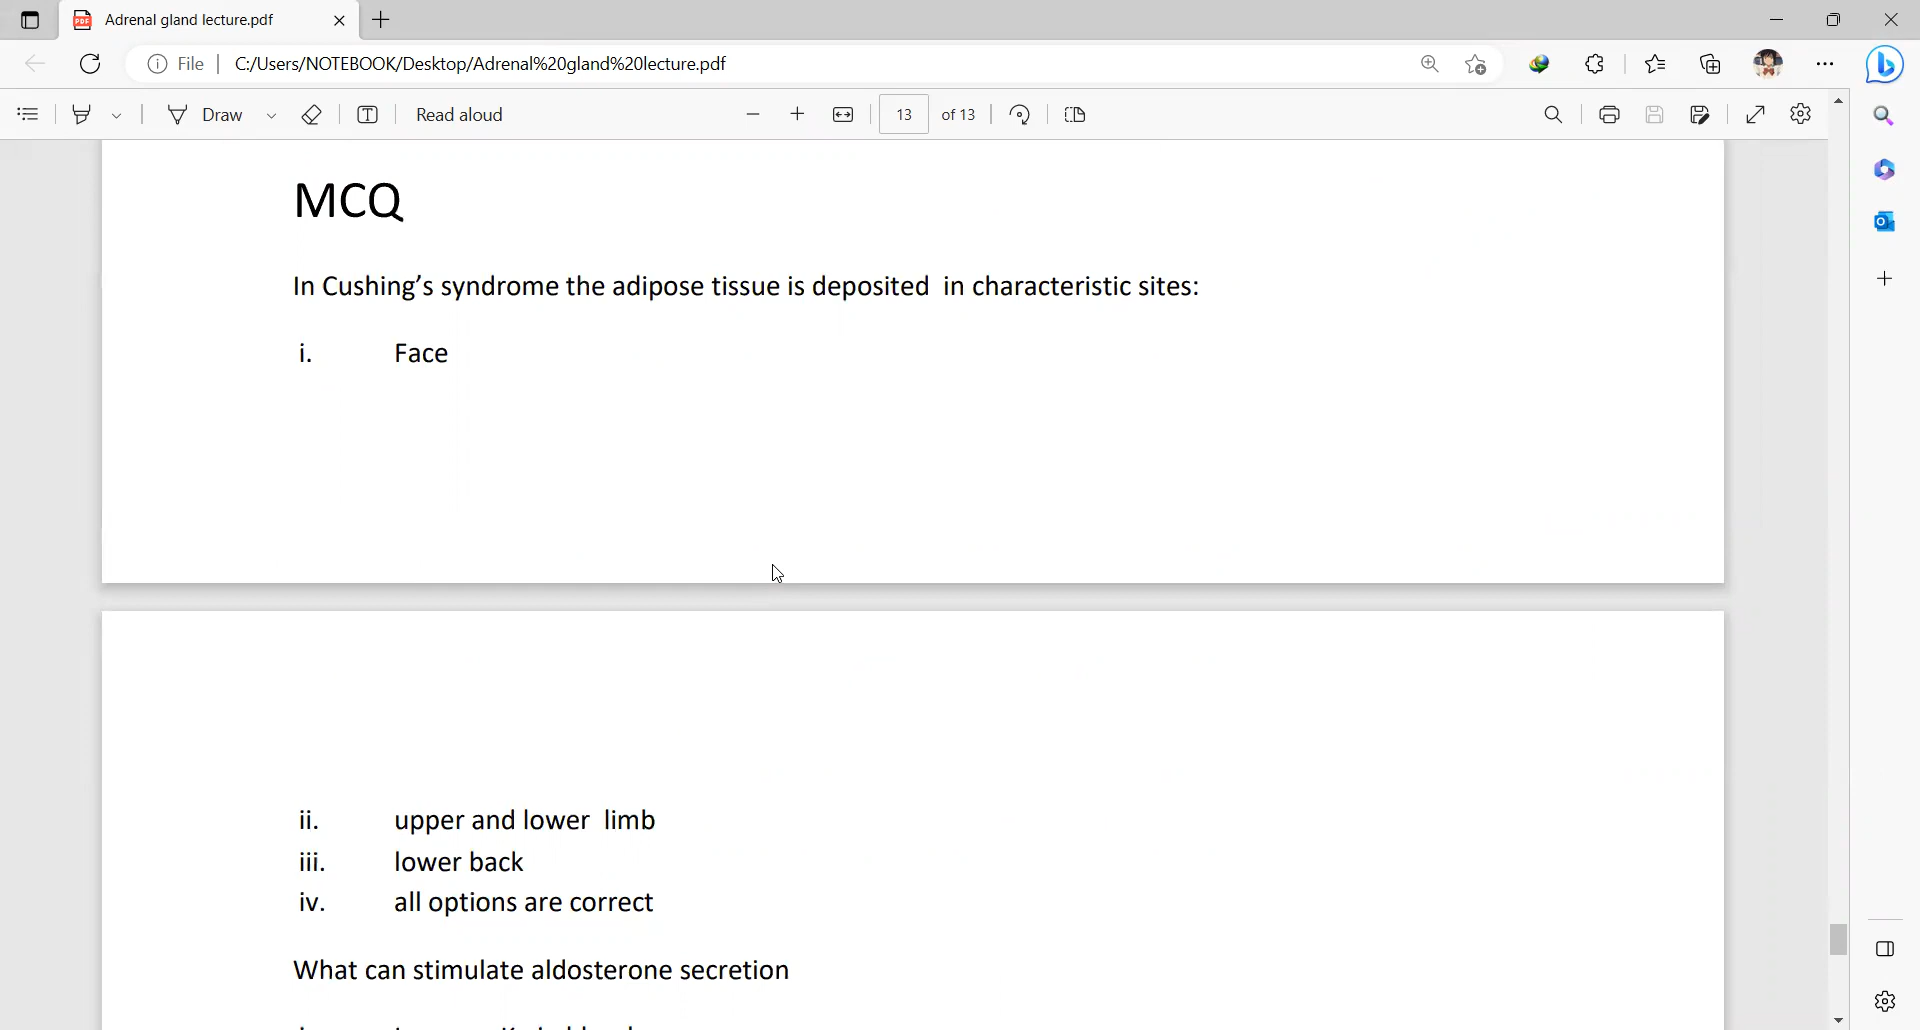 Adrenal gland lecture.pdf
File
C:/Users/NOTEBOOK/Desktop/Adrenal%20gland%20lecture.pdf
Draw
Read aloud
13 of 13
MCQ
In Cushing’s syndrome the adipose tissue is deposited in characteristic sites:
i. Face
ii. upper and lower limb
iii. lower back
iv. all options are correct
What can stimulate aldosterone secretion